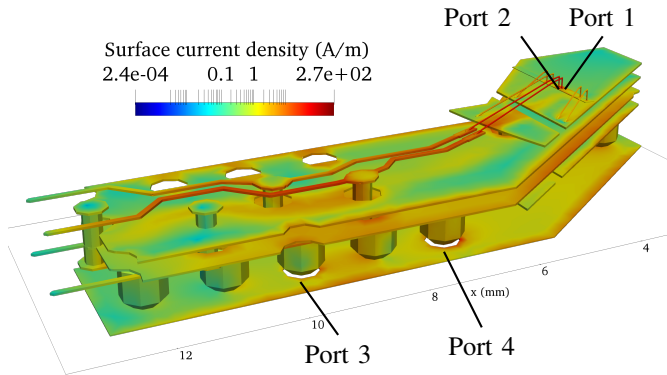 Port 2
Port 1
Surface current density (A/m)
2.4e-04
0.1
1
2.7e+02
4
6
x (mm)
8
10
12
Port 3
Port 4